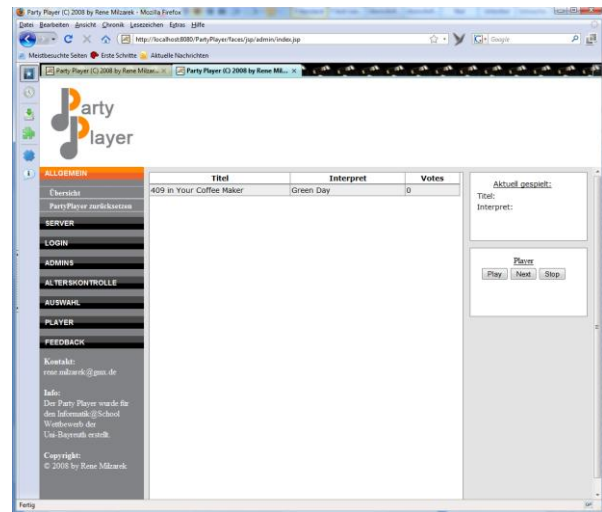 Party Player (C) 2008 by Rene Milzarek - Mozilla Firefox
Datei Bearbeiten Ansicht Chronik Lesezeichen Extras Hilfe
http://localhost:8080/PartyPlayer/faces/jsp/admin/index.jsp
Google
Meistbesuchte Seiten Erste Schritte Aktuelle Nachrichten
Party Player (C) 2008 by Rene Milzar...
Party Player (C) 2008 by Rene Mil...
Party
Player
ALLGEMEIN
Übersicht
PartyPlayer zurücksetzen
SERVER
LOGIN
ADMINS
ALTERSKONTROLLE
AUSWAHL
PLAYER
FEEDBACK
Kontakt:
rene.milzarek@gmx.de
Info:
Der Party Player wurde für
den Informatik@School
Wettbewerb der
Uni-Bayreuth erstellt.
Copyright:
© 2008 by Rene Milzarek
Titel Interpret Votes
409 in Your Coffee Maker Green Day 0
Aktuell gespielt:
Titel:
Interpret:
Player
Play Next Stop
Fertig